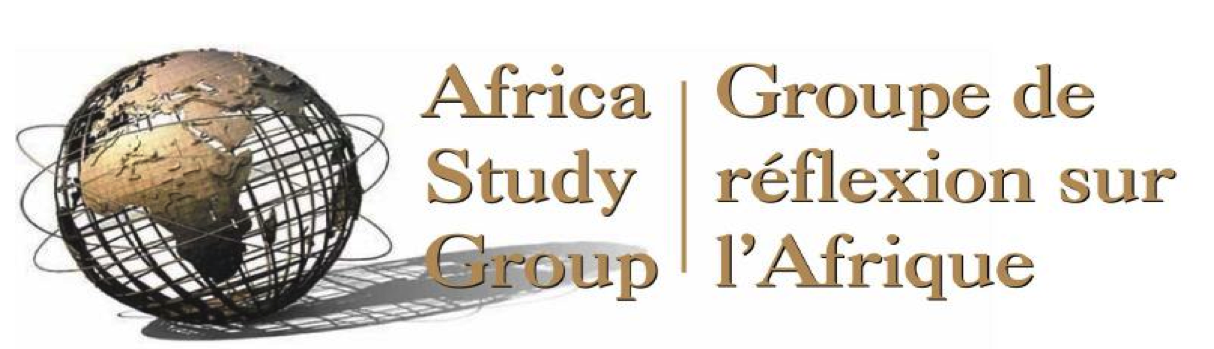 Africa
Study
Group
Groupe de
réflexion sur
l'Afrique